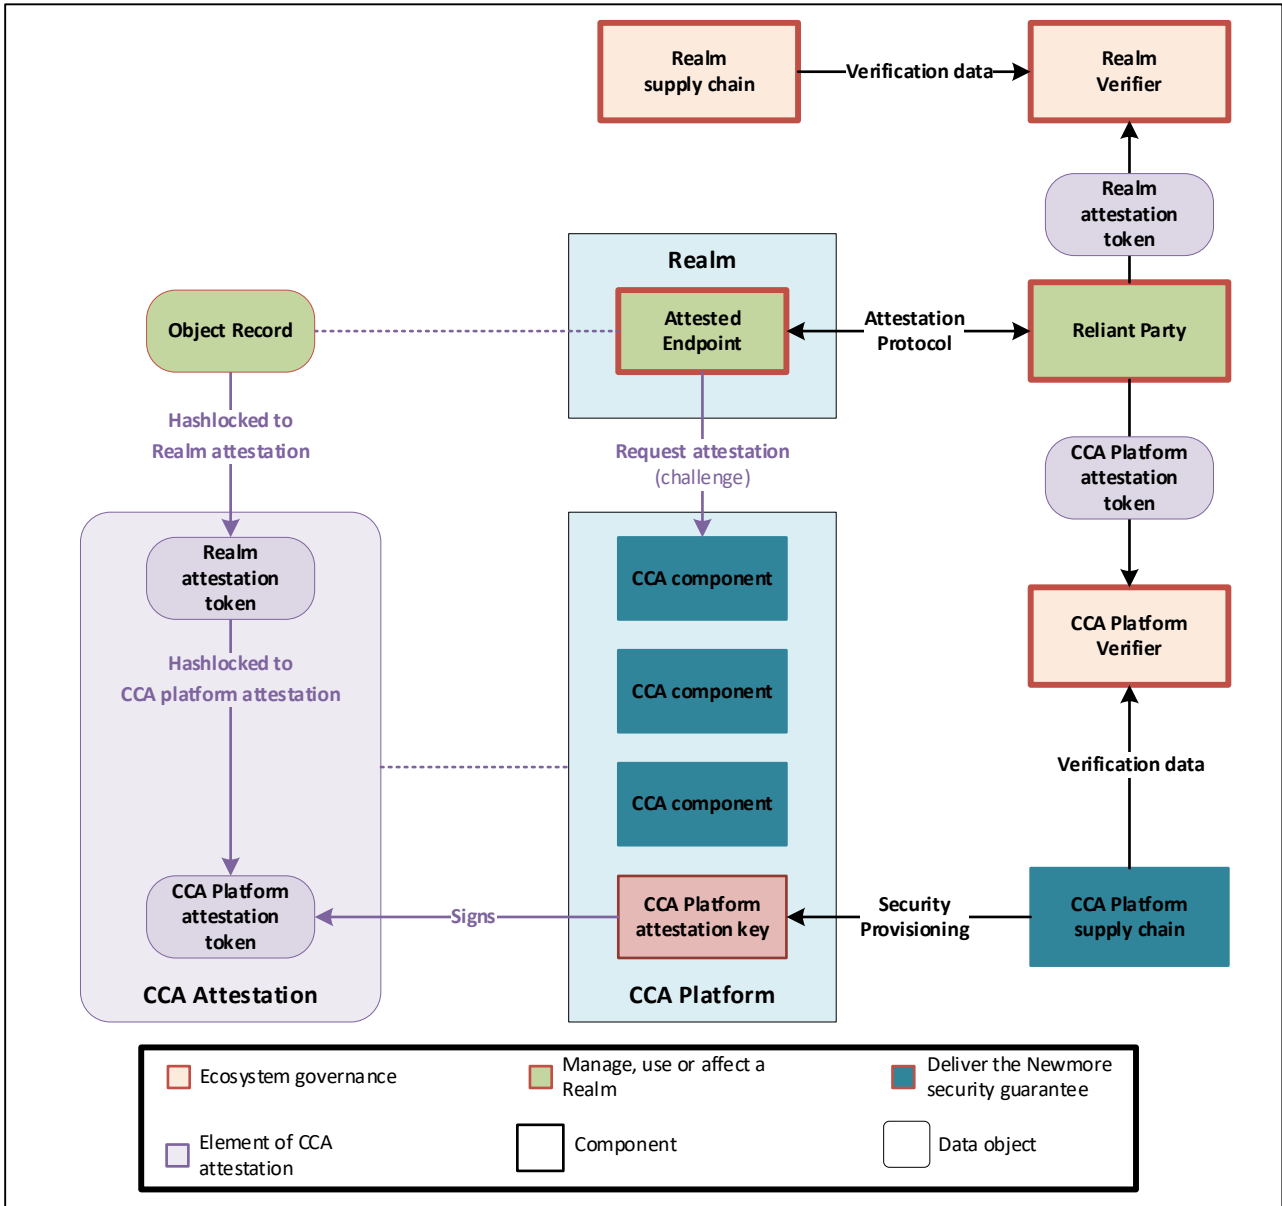 Realm
supply chain
Verification data
Realm
Verifier
Realm
attestation
token
Realm
Object Record
Attested
Endpoint
Attestation
Protocol
Reliant Party
Hashlocked to
Realm attestation
Request attestation
(challenge)
CCA Platform
attestation
token
Realm
attestation
token
CCA component
CCA Platform
Verifier
Hashlocked to
CCA platform attestation
CCA component
CCA component
Verification data
CCA Platform
attestation
token
Signs
CCA Platform
attestation key
Security
Provisioning
CCA Platform
supply chain
CCA Attestation
CCA Platform
Ecosystem governance
Manage, use or affect a
Realm
Deliver the Newmore
security guarantee
Element of CCA
attestation
Component
Data object